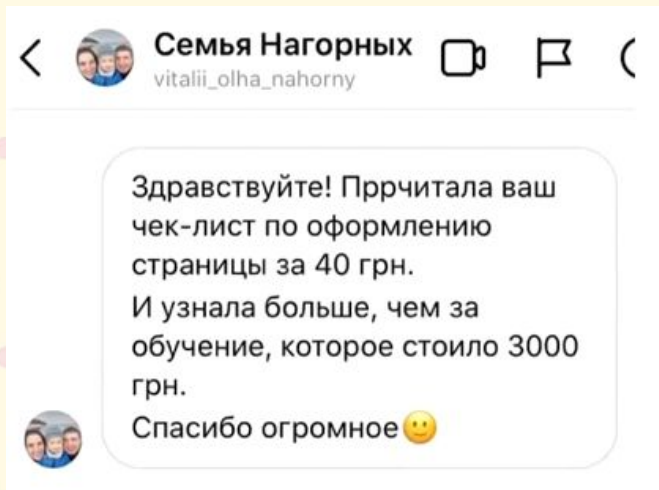 Семья Нагорных
vitalii_olha_nahorny
Здравствуйте! Пррчитала ваш
чек-лист по оформлению
страницы за 40 грн.
И узнала больше, чем за
обучение, которое стоило 3000
грн.
Спасибо огромное🙂